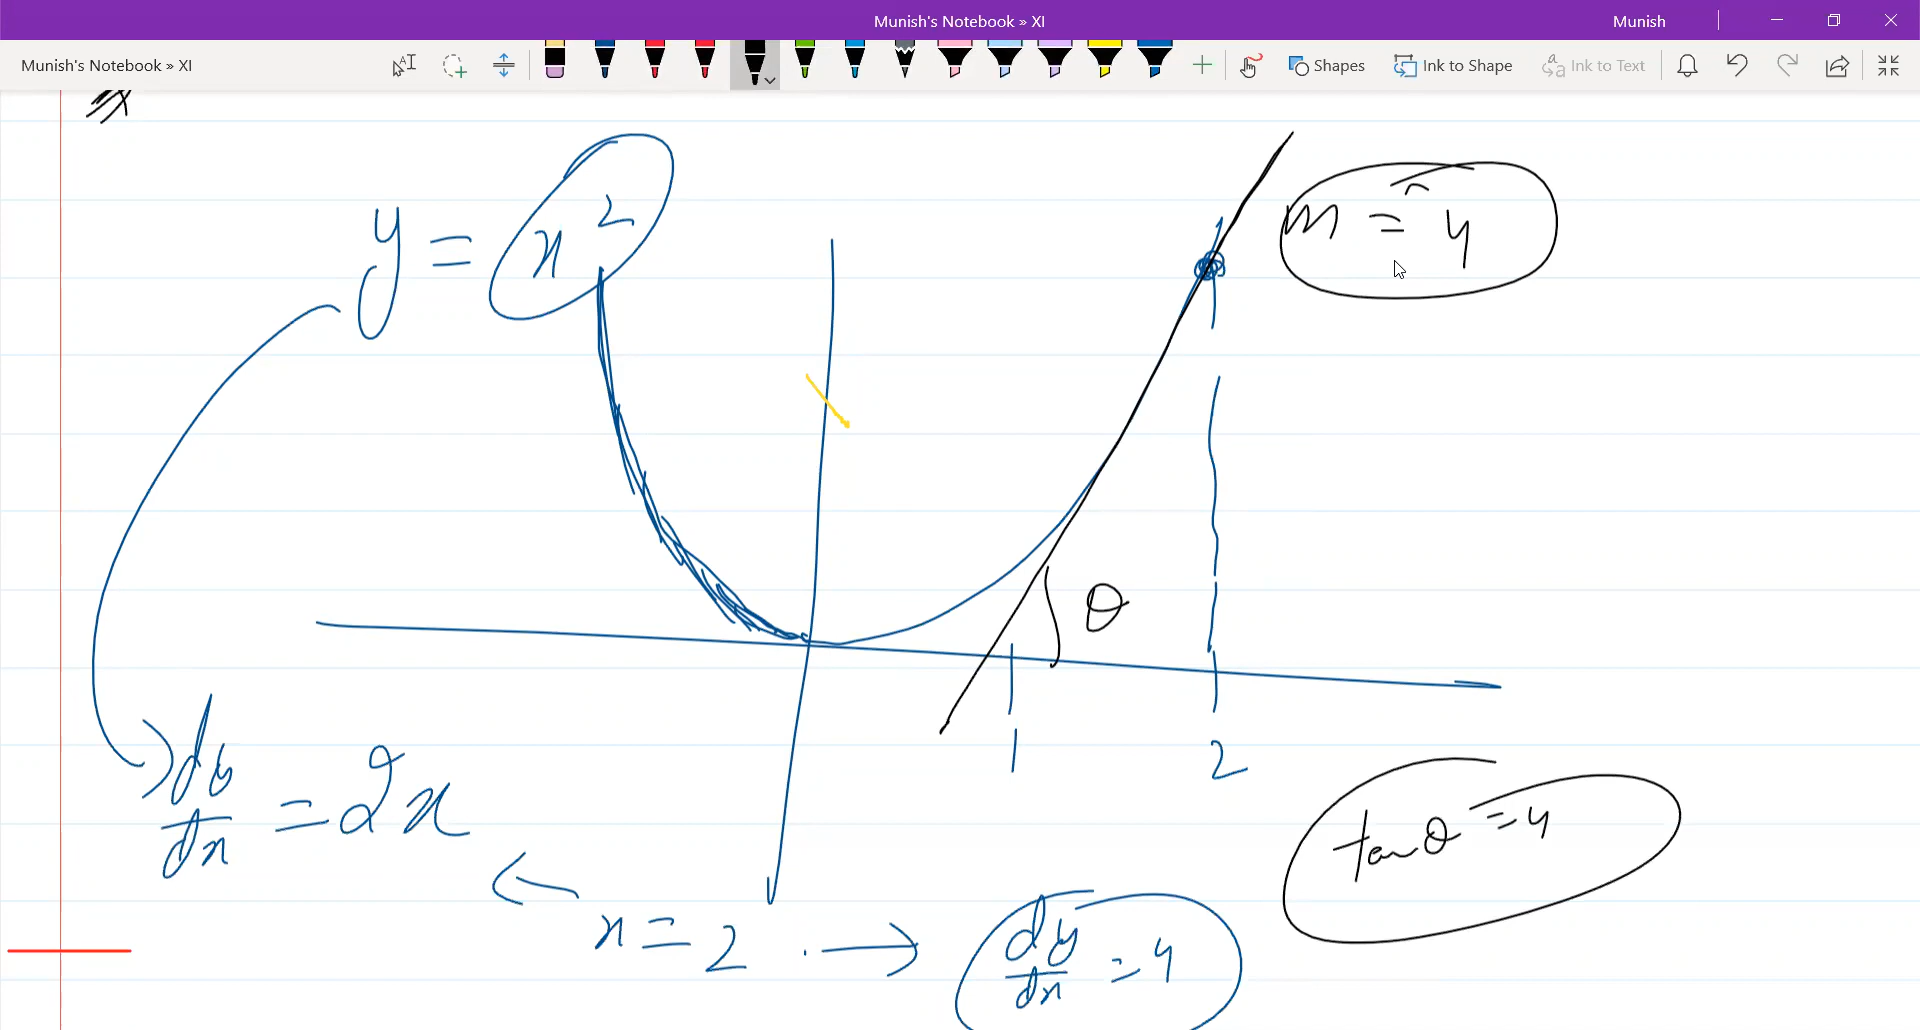 Munish's Notebook » XI
Munish
Munish's Notebook » XI
Shapes
Ink to Shape
Ink to Text
y = x²
m = 4
θ
1
2
dy/dx = 2x
tanθ = 4
x = 2 → dy/dx = 4